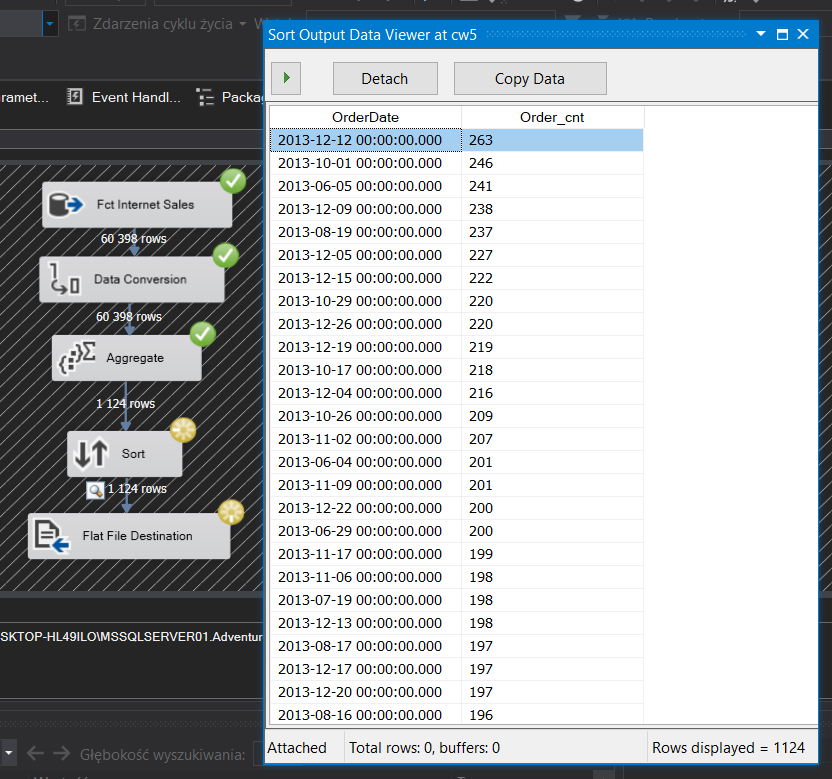 Zdarzenia cyklu życia
Sort Output Data Viewer at cw5
Detach
Copy Data
ramet...
Event Handl...
Packag
OrderDate Order_cnt
2013-12-12 00:00:00.000 263
2013-10-01 00:00:00.000 246
2013-06-05 00:00:00.000 241
2013-12-09 00:00:00.000 238
2013-08-19 00:00:00.000 237
2013-12-05 00:00:00.000 227
2013-12-15 00:00:00.000 222
2013-10-29 00:00:00.000 220
2013-12-26 00:00:00.000 220
2013-12-19 00:00:00.000 219
2013-10-17 00:00:00.000 218
2013-12-04 00:00:00.000 216
2013-10-26 00:00:00.000 209
2013-11-02 00:00:00.000 207
2013-06-04 00:00:00.000 201
2013-11-09 00:00:00.000 201
2013-12-22 00:00:00.000 200
2013-06-29 00:00:00.000 200
2013-11-17 00:00:00.000 199
2013-11-06 00:00:00.000 198
2013-07-19 00:00:00.000 198
2013-12-13 00:00:00.000 198
2013-08-17 00:00:00.000 197
2013-12-17 00:00:00.000 197
2013-12-20 00:00:00.000 197
2013-08-16 00:00:00.000 196
Attached
Total rows: 0, buffers: 0
Rows displayed = 1124
Fct Internet Sales
60 398 rows
Data Conversion
60 398 rows
Aggregate
1 124 rows
Sort
1 124 rows
Flat File Destination
SKTOP-HL49ILO\MSSQLSERVER01.Adventur
Głębokość wyszukiwania: